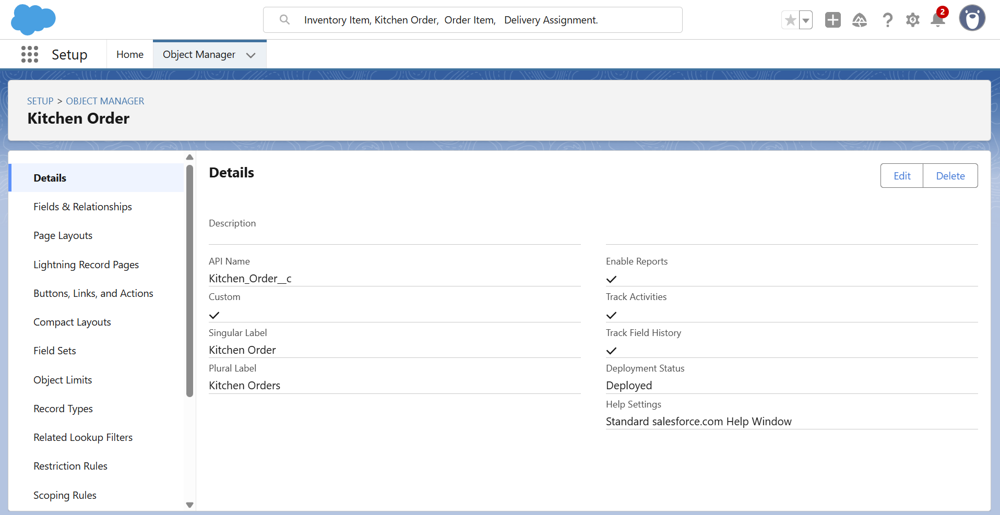 Inventory Item, Kitchen Order,  Order Item,   Delivery Assignment.
2
Setup
Home
Object Manager
SETUP > OBJECT MANAGER
Kitchen Order
Details
Fields & Relationships
Page Layouts
Lightning Record Pages
Buttons, Links, and Actions
Compact Layouts
Field Sets
Object Limits
Record Types
Related Lookup Filters
Restriction Rules
Scoping Rules
Details
Edit
Delete
Description
API Name
Kitchen_Order__c
Custom
Singular Label
Kitchen Order
Plural Label
Kitchen Orders
Enable Reports
Track Activities
Track Field History
Deployment Status
Deployed
Help Settings
Standard salesforce.com Help Window